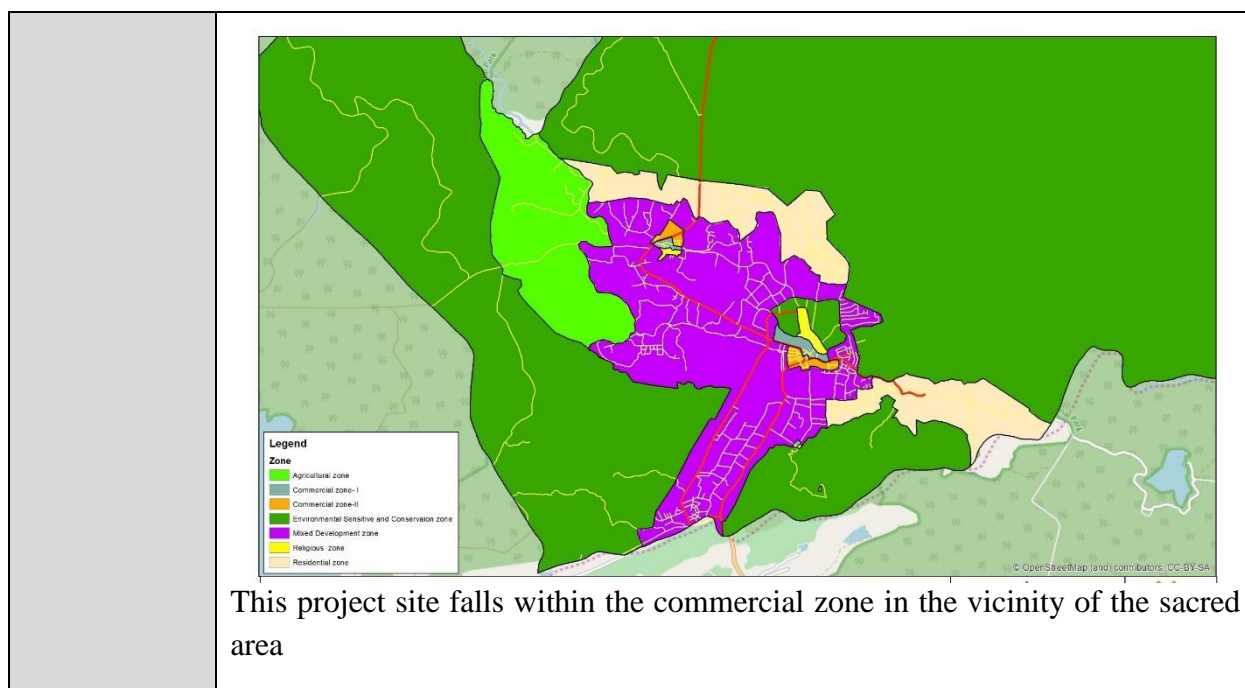 Legend
Zone
Agricultural zone
Commercial zone- I
Commercial zone-II
Environmental Sensitive and Conservaion zone
Mixed Development zone
Religious zone
Residential zone
© OpenStreetMap (and) contributors, CC-BY-SA
This project site falls within the commercial zone in the vicinity of the sacred
area